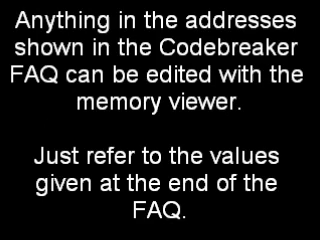 Anything in the addresses
shown in the Codebreaker
FAQ can be edited with the
memory viewer.
Just refer to the values
given at the end of the
FAQ.